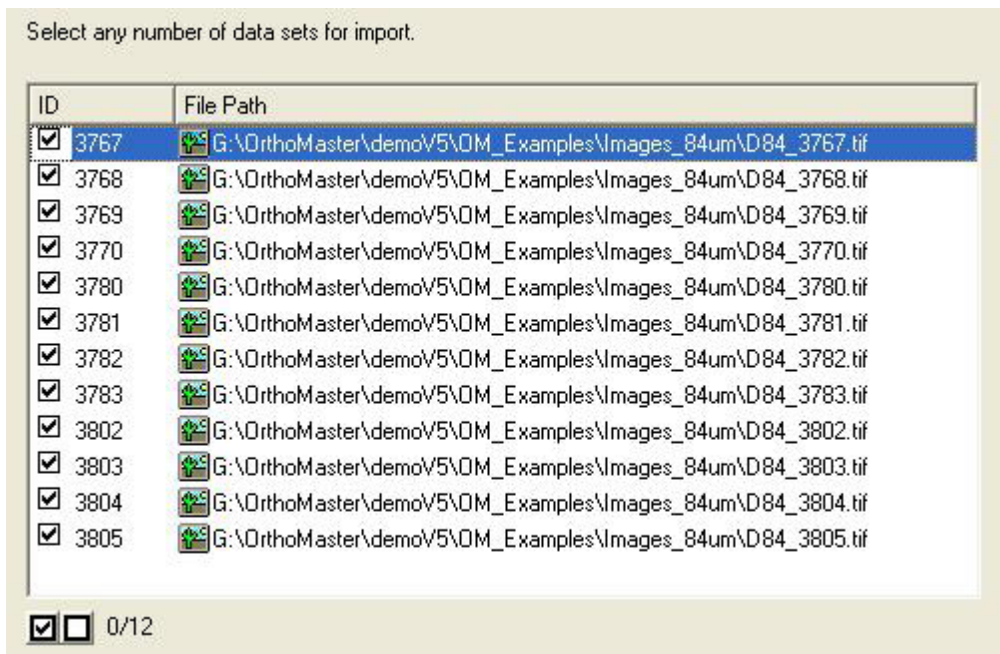 Select any number of data sets for import.
ID File Path
3767 G:\OrthoMaster\demoV5\OM_Examples\Images_84um\D84_3767.tif
3768 G:\OrthoMaster\demoV5\OM_Examples\Images_84um\D84_3768.tif
3769 G:\OrthoMaster\demoV5\OM_Examples\Images_84um\D84_3769.tif
3770 G:\OrthoMaster\demoV5\OM_Examples\Images_84um\D84_3770.tif
3780 G:\OrthoMaster\demoV5\OM_Examples\Images_84um\D84_3780.tif
3781 G:\OrthoMaster\demoV5\OM_Examples\Images_84um\D84_3781.tif
3782 G:\OrthoMaster\demoV5\OM_Examples\Images_84um\D84_3782.tif
3783 G:\OrthoMaster\demoV5\OM_Examples\Images_84um\D84_3783.tif
3802 G:\OrthoMaster\demoV5\OM_Examples\Images_84um\D84_3802.tif
3803 G:\OrthoMaster\demoV5\OM_Examples\Images_84um\D84_3803.tif
3804 G:\OrthoMaster\demoV5\OM_Examples\Images_84um\D84_3804.tif
3805 G:\OrthoMaster\demoV5\OM_Examples\Images_84um\D84_3805.tif
0/12